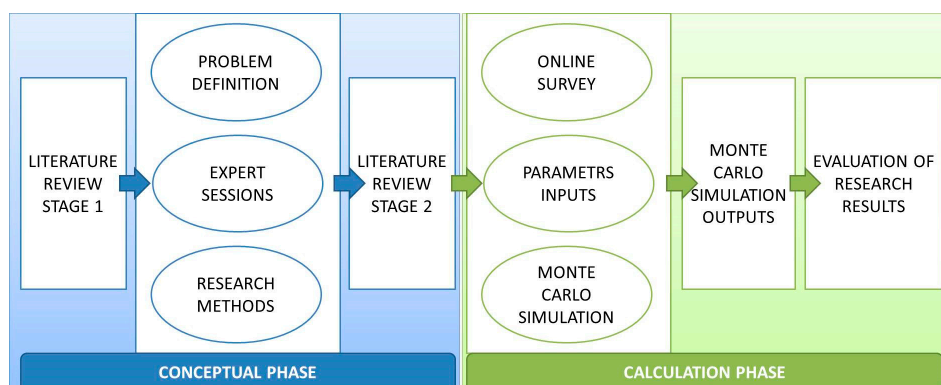 LITERATURE
REVIEW
STAGE 1
PROBLEM
DEFINITION
EXPERT
SESSIONS
RESEARCH
METHODS
LITERATURE
REVIEW
STAGE 2
CONCEPTUAL PHASE
ONLINE
SURVEY
PARAMETRS
INPUTS
MONTE
CARLO
SIMULATION
MONTE
CARLO
SIMULATION
OUTPUTS
EVALUATION OF
RESEARCH
RESULTS
CALCULATION PHASE